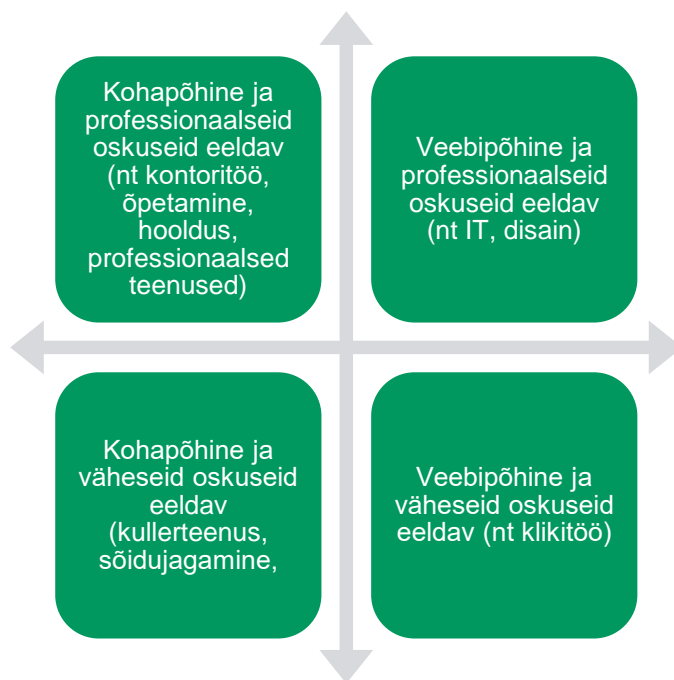 Kohapõhine ja
professionaalseid
oskuseid eeldav
(nt kontoritöö,
õpetamine,
hooldus,
professionaalsed
teenused)
Veebipõhine ja
professionaalseid
oskuseid eeldav
(nt IT, disain)
Kohapõhine ja
väheseid oskuseid
eeldav
(kullerteenus,
sõidujagamine,
Veebipõhine ja
väheseid oskuseid
eeldav (nt klikitöö)